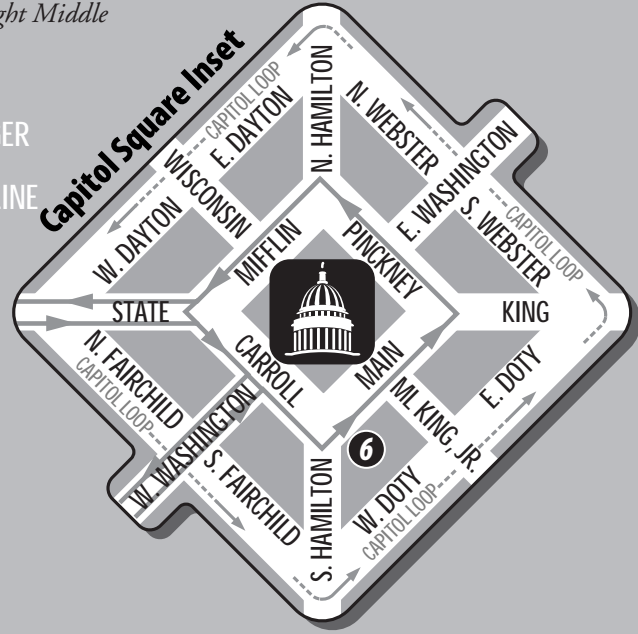 ght Middle
Capitol Square Inset
ER
INE
CAPITOL LOOP
E. DAYTON
N. HAMILTON
N. WEBSTER
WISCONSIN
E. WASHINGTON
W. DAYTON
MIFFLIN
PINCKNEY
S. WEBSTER
CAPITOL LOOP
STATE
KING
N. FAIRCHILD
CAPITOL LOOP
CARROLL
MAIN
E. DOTY
W. WASHINGTON
ML KING, JR.
6
S. FAIRCHILD
S. HAMILTON
W. DOTY
CAPITOL LOOP